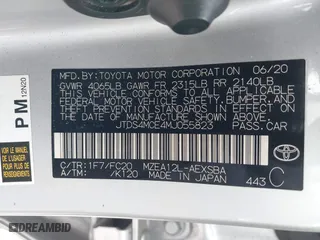 MFD. BY: TOYOTA MOTOR CORPORATION 06/20
GVWR 4065LB GAWR FR 2315LB RR 2140LB
THIS VEHICLE CONFORMS TO ALL APPLICABLE
FEDERAL MOTOR VEHICLE SAFETY, BUMPER, AND
THEFT PREVENTION STANDARDS IN EFFECT ON
THE DATE OF MANUFACTURE SHOWN ABOVE.
JTDS4MCE4MJ055823
C/TR:1F7/FC20 MZEA12L-AEXSBA
A/TM: /K120 MADE IN JAPAN 443 C
TOYOTA
PM 12N20
© DREAMBID